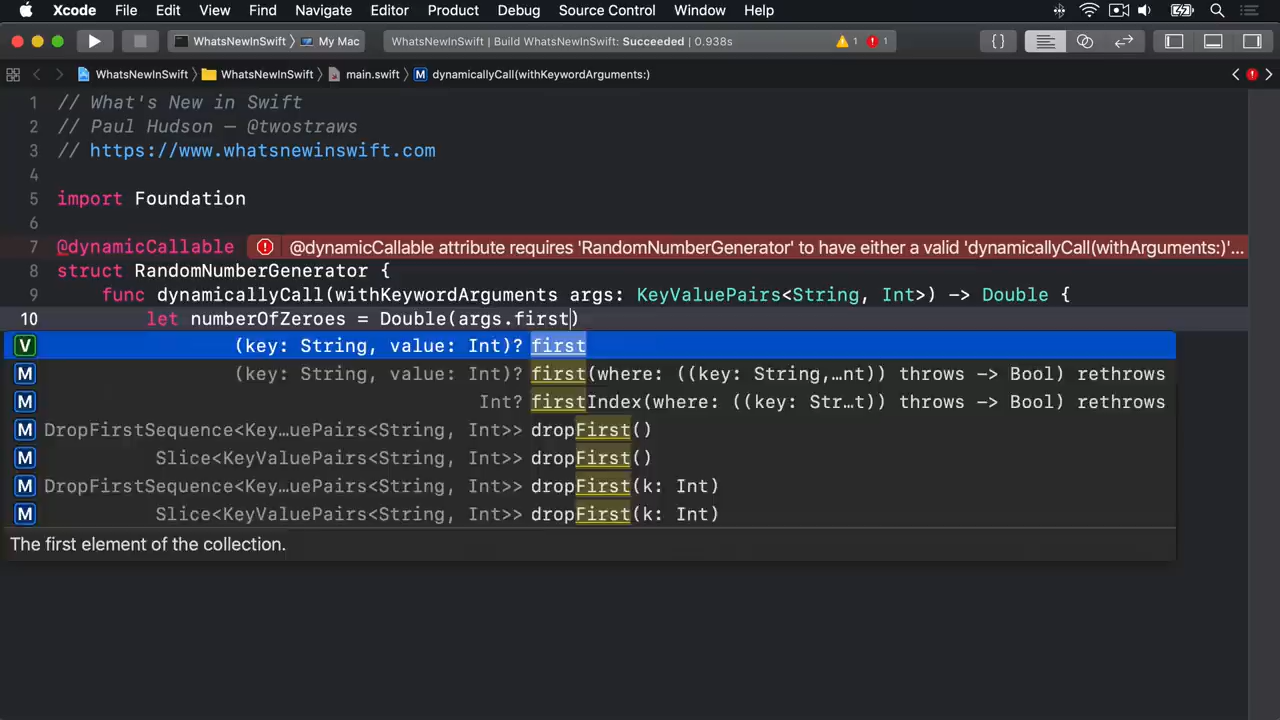 Xcode File Edit View Find Navigate Editor Product Debug Source Control Window Help
WhatsNewInSwift › My Mac WhatsNewInSwift | Build WhatsNewInSwift: Succeeded | 0.938s 1 1 {}
WhatsNewInSwift › WhatsNewInSwift › main.swift › M dynamicallyCall(withKeywordArguments:)
1 // What's New in Swift
2 // Paul Hudson — @twostraws
3 // https://www.whatsnewinswift.com
4
5 import Foundation
6
7 @dynamicCallable @dynamicCallable attribute requires 'RandomNumberGenerator' to have either a valid 'dynamicallyCall(withArguments:)'...
8 struct RandomNumberGenerator {
9 func dynamicallyCall(withKeywordArguments args: KeyValuePairs<String, Int>) -> Double {
10 let numberOfZeroes = Double(args.first)
V (key: String, value: Int)? first
M (key: String, value: Int)? first(where: ((key: String,…nt)) throws -> Bool) rethrows
M Int? firstIndex(where: ((key: Str…t)) throws -> Bool) rethrows
M DropFirstSequence<Key…uePairs<String, Int>> dropFirst()
M Slice<KeyValuePairs<String, Int>> dropFirst()
M DropFirstSequence<Key…uePairs<String, Int>> dropFirst(k: Int)
M Slice<KeyValuePairs<String, Int>> dropFirst(k: Int)
The first element of the collection.